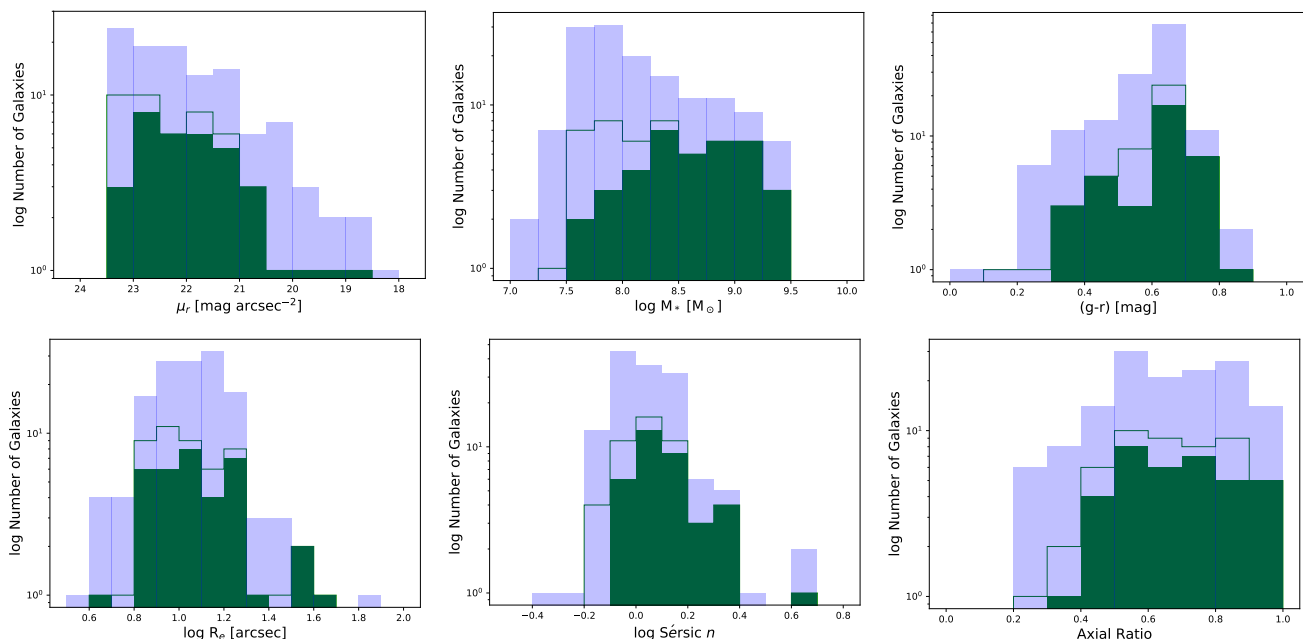 log Number of Galaxies
10¹
10⁰
24 23 22 21 20 19 18
μᵣ [mag arcsec⁻²]
log Number of Galaxies
10¹
10⁰
7.0 7.5 8.0 8.5 9.0 9.5 10.0
log M* [M⊙]
log Number of Galaxies
10¹
10⁰
0.0 0.2 0.4 0.6 0.8 1.0
(g-r) [mag]
log Number of Galaxies
10¹
10⁰
0.6 0.8 1.0 1.2 1.4 1.6 1.8 2.0
log Rₑ [arcsec]
log Number of Galaxies
10¹
10⁰
−0.4 −0.2 0.0 0.2 0.4 0.6 0.8
log Sérsic n
log Number of Galaxies
10¹
10⁰
0.0 0.2 0.4 0.6 0.8 1.0
Axial Ratio